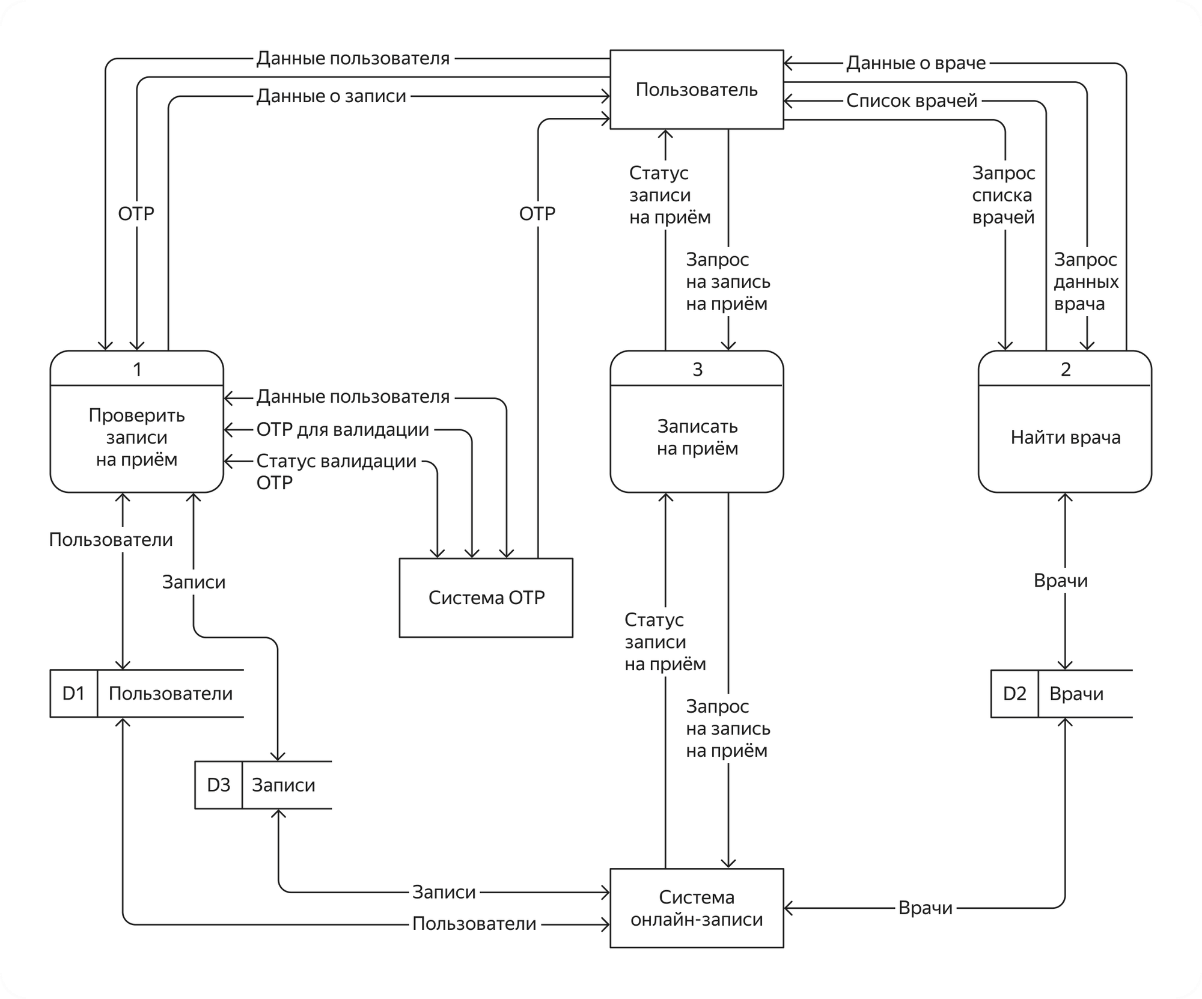 Данные пользователя
Пользователь
Данные о враче
Данные о записи
Список врачей
OTP
OTP
Статус
записи
на приём
Запрос
списка
врачей
Запрос
на запись
на приём
Запрос
данных
врача
1
Проверить
записи
на приём
3
Записать
на приём
2
Найти врача
Данные пользователя
OTP для валидации
Статус валидации
OTP
Пользователи
Записи
Система OTP
Врачи
Статус
записи
на приём
D1
Пользователи
D2
Врачи
Запрос
на запись
на приём
D3
Записи
Записи
Пользователи
Система
онлайн-записи
Врачи